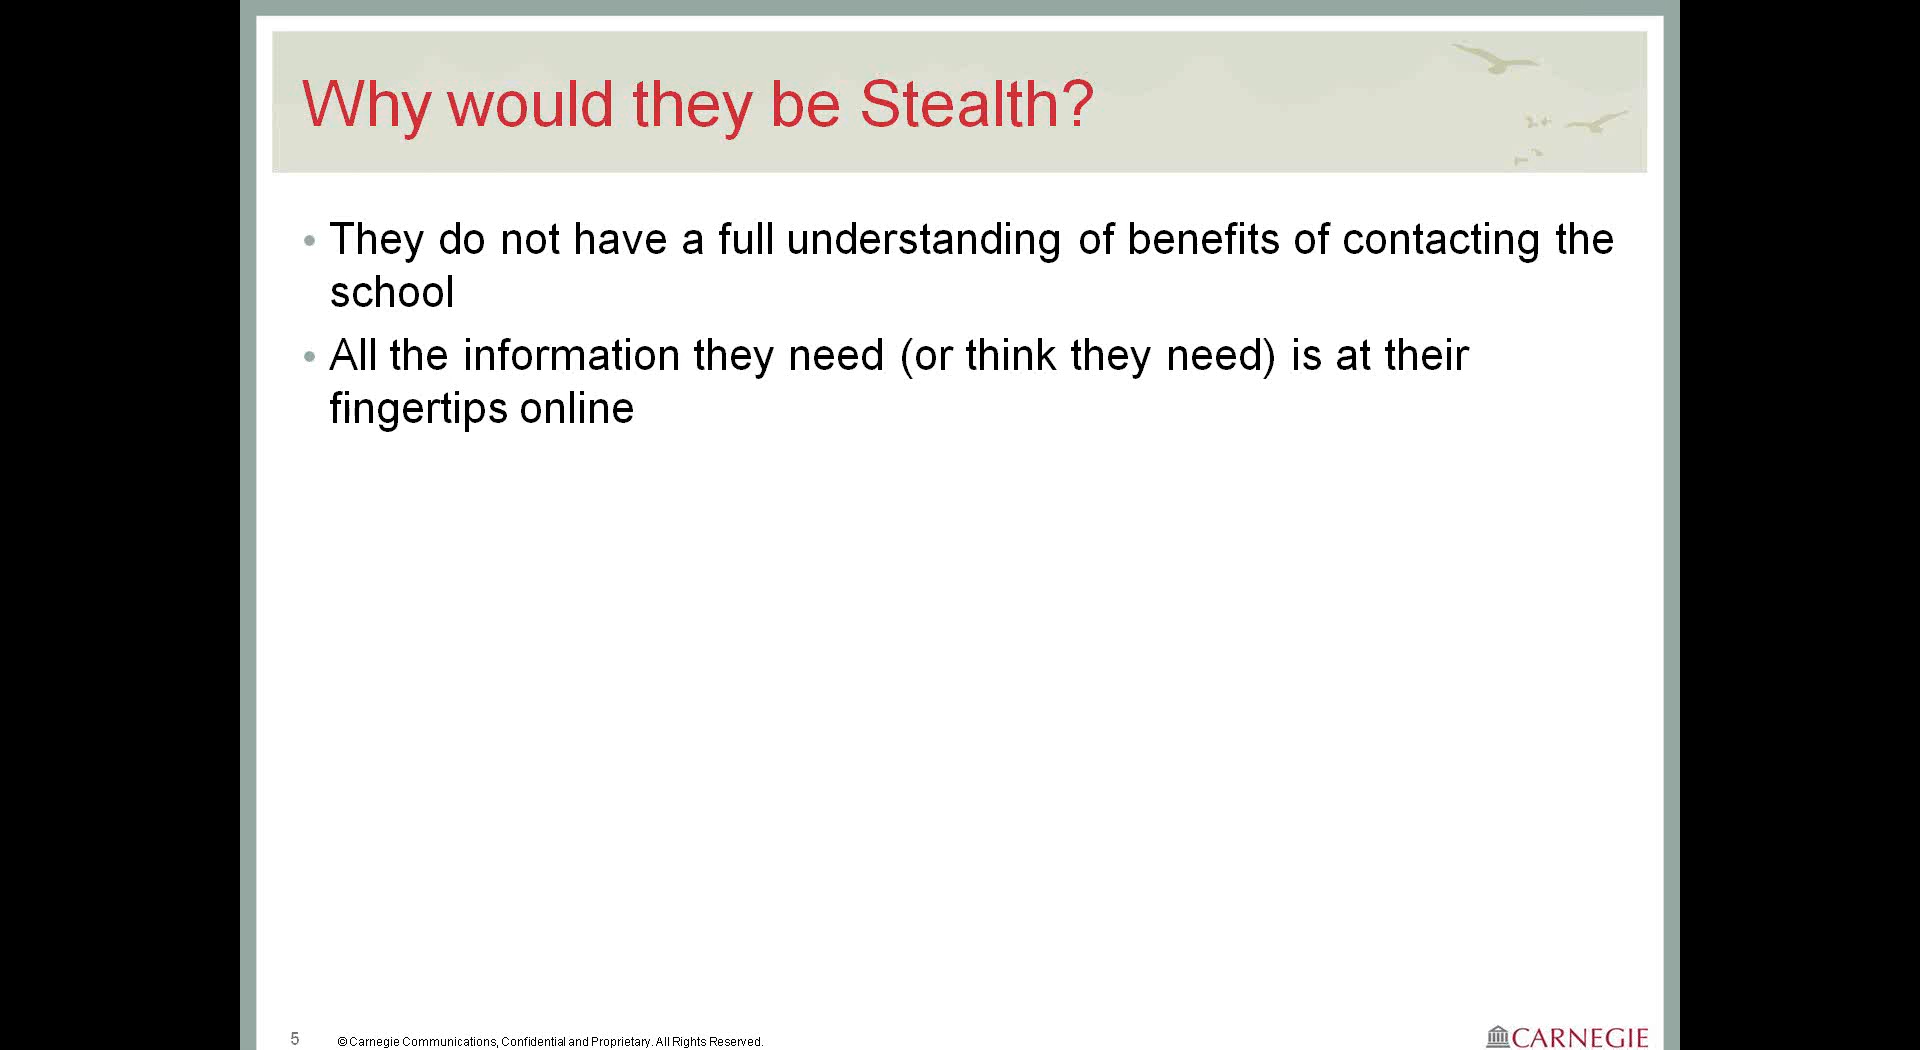 Why would they be Stealth?
• They do not have a full understanding of benefits of contacting the
school
• All the information they need (or think they need) is at their
fingertips online
5
© Carnegie Communications, Confidential and Proprietary. All Rights Reserved.
CARNEGIE